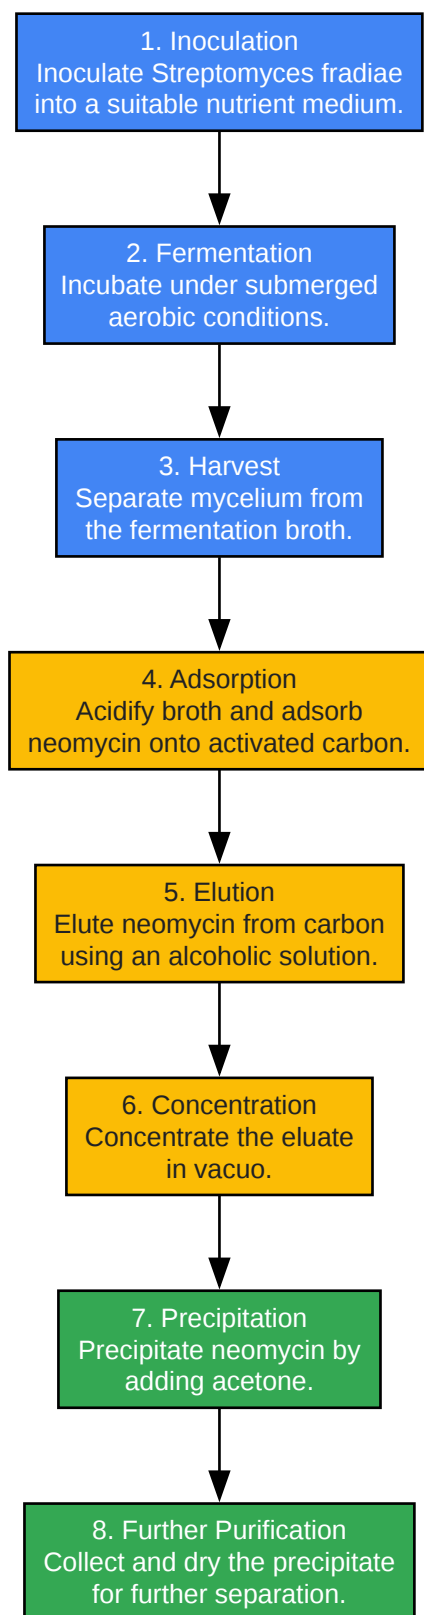 1. Inoculation
Inoculate Streptomyces fradiae
into a suitable nutrient medium.
2. Fermentation
Incubate under submerged
aerobic conditions.
3. Harvest
Separate mycelium from
the fermentation broth.
4. Adsorption
Acidify broth and adsorb
neomycin onto activated carbon.
5. Elution
Elute neomycin from carbon
using an alcoholic solution.
6. Concentration
Concentrate the eluate
in vacuo.
7. Precipitation
Precipitate neomycin by
adding acetone.
8. Further Purification
Collect and dry the precipitate
for further separation.